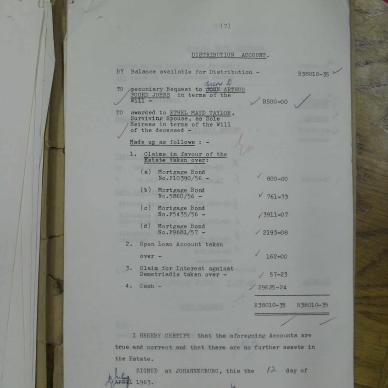 (7)
DISTRIBUTION ACCOUNT.
BY Balance available for Distribution - R38010-35
TO pecuniary Bequest to JOHN ARTHUR
JONES in terms of the
Will - R500-00
TO awarded to ETHEL MAUD TAYLOR,
Surviving Spouse, as Sole
Heiress in terms of the Will
of the deceased -
Made up as follows : -
1. Claims in favour of the
Estate taken over:
(a) Mortgage Bond
No.F10390/56 - 800-00
(b) Mortgage Bond
No.5860/56 - 761-73
(c) Mortgage Bond
No.F5435/56 - 3911-07
(d) Mortgage Bond
No.F9681/57 - 2193-08
2. Open Loan Account taken
over - 162-00
3. Claim for Interest against
Demetriadis taken over - 57-23
4. Cash - 29625-24
R38010-35 R38010-35
I HEREBY CERTIFY that the aforegoing Accounts are
true and correct and that there are no further assets in
the Estate.
SIGNED at JOHANNESBURG, this the 12 day of
1963.